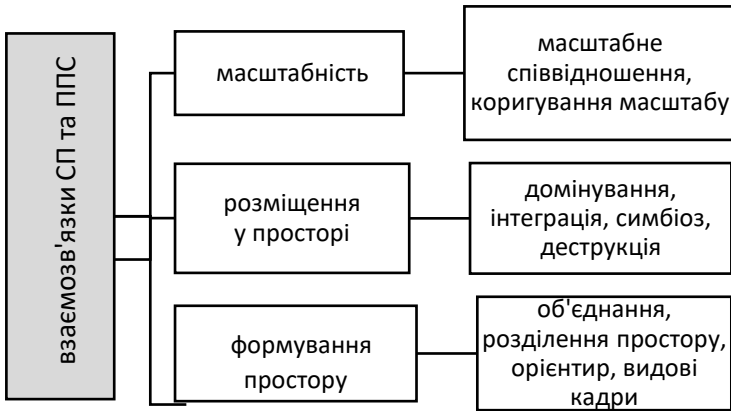 взаємозв'язки СП та ППС
масштабність
масштабне
співвідношення,
коригування масштабу
розміщення
у просторі
домінування,
інтеграція, симбіоз,
деструкція
формування
простору
об'єднання,
розділення простору,
орієнтир, видові
кадри